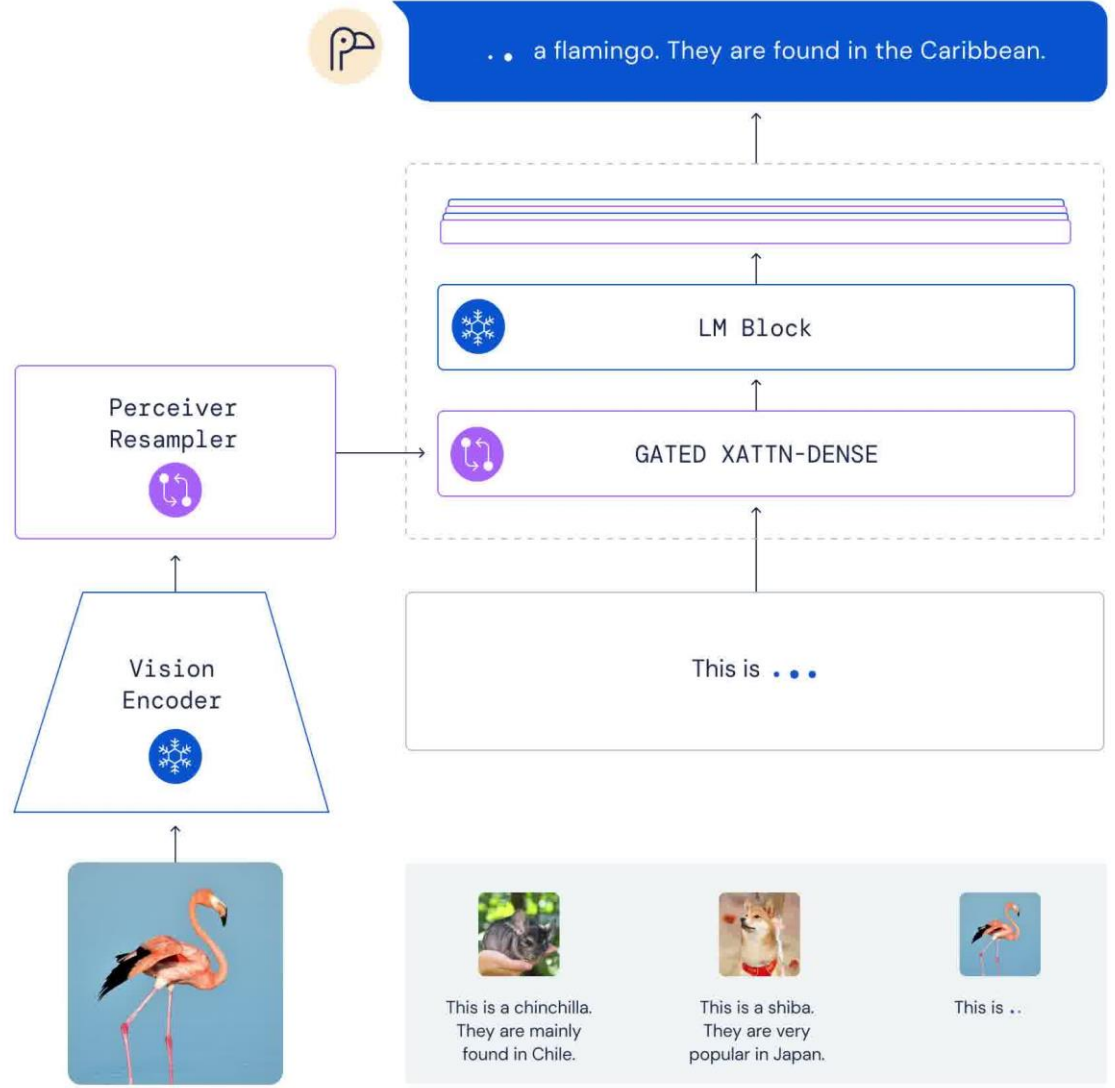 . . a flamingo. They are found in the Caribbean.
LM Block
Perceiver
Resampler
GATED XATTN-DENSE
Vision
Encoder
This is ...
This is a chinchilla.
They are mainly
found in Chile.
This is a shiba.
They are very
popular in Japan.
This is ..